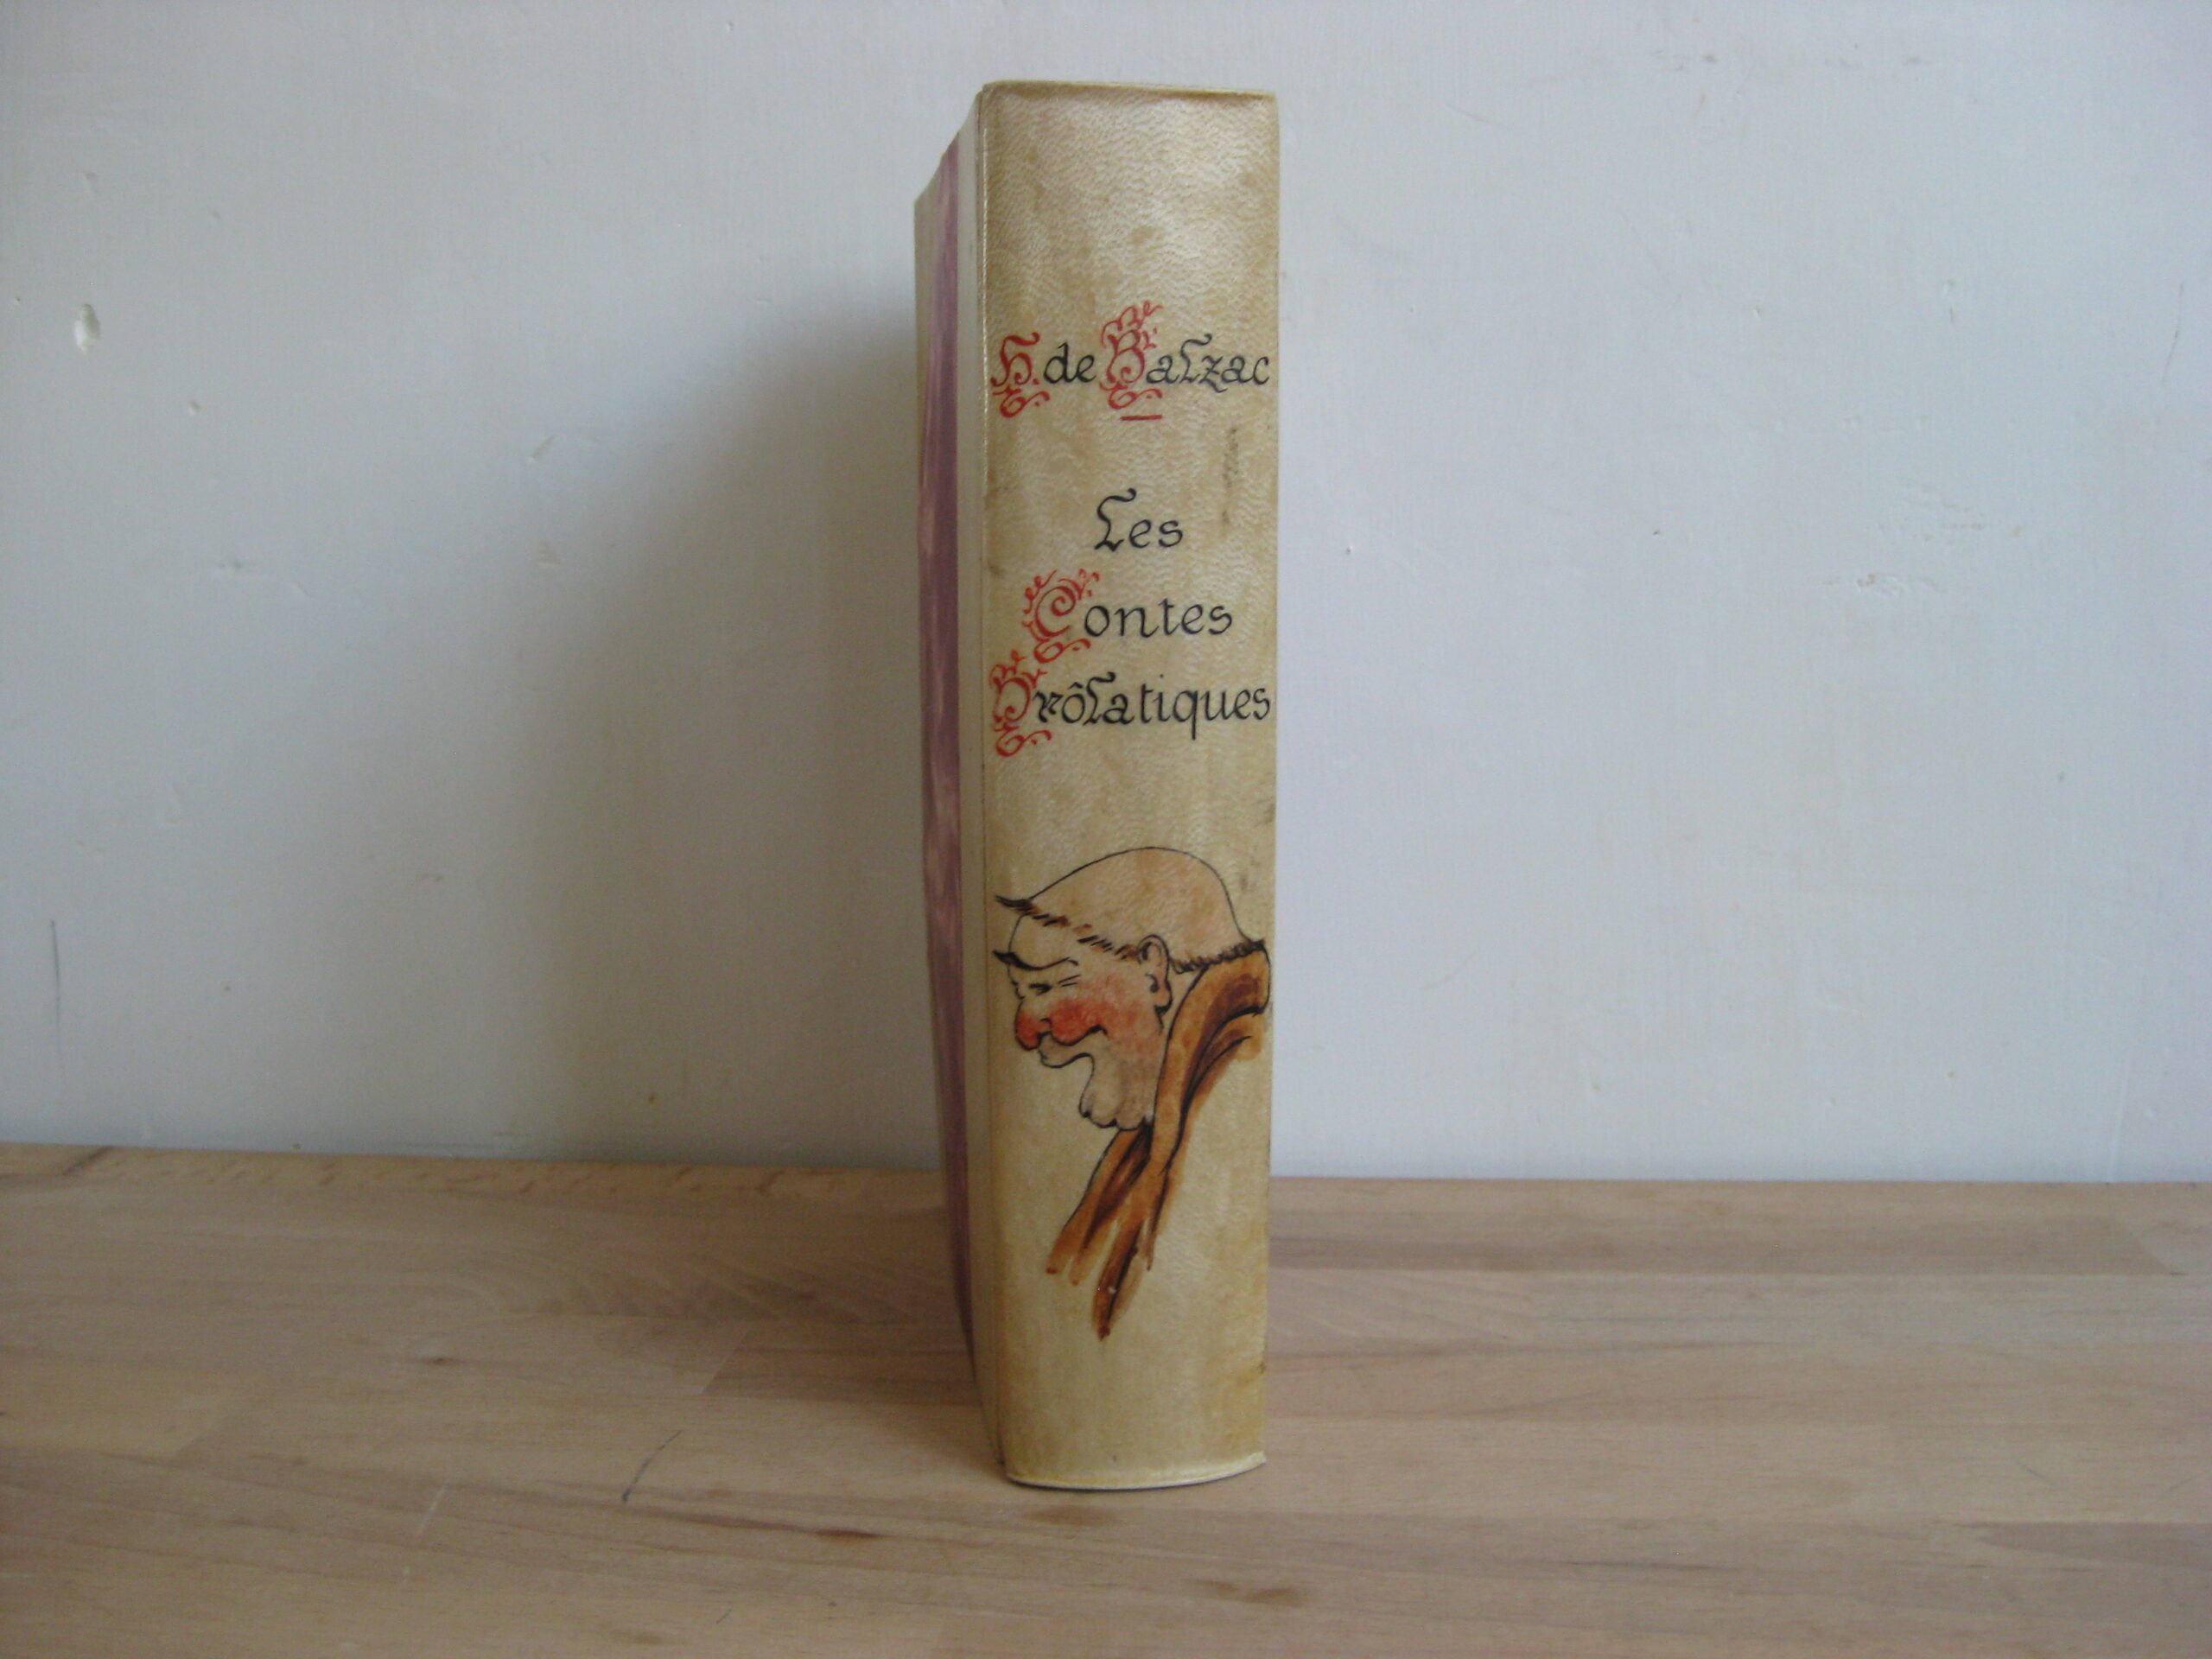 H. de Balzac
Les
Contes
Drôlatiques